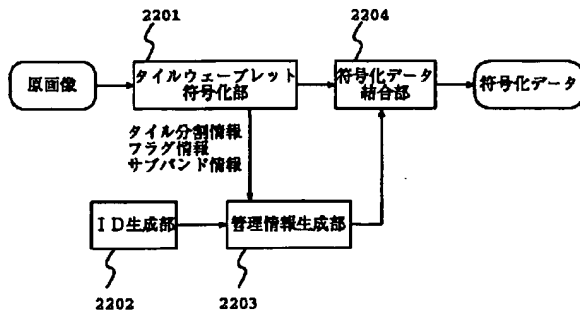 2201
2204
原画像
タイルウェーブレット
符号化部
符号化データ
結合部
符号化データ
タイル分割情報
フラグ情報
サブバンド情報
ID生成部
管理情報生成部
2202
2203